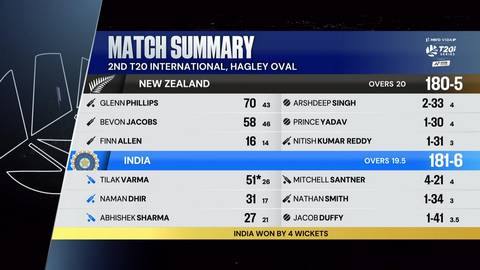 MATCH SUMMARY
2ND T20 INTERNATIONAL, HAGLEY OVAL
T20I
SERIES
NEW ZEALAND OVERS 20 180-5
GLENN PHILLIPS 70 43 ARSHDEEP SINGH 2-33 4
BEVON JACOBS 58 46 PRINCE YADAV 1-30 4
FINN ALLEN 16 14 NITISH KUMAR REDDY 1-31 3
INDIA OVERS 19.5 181-6
TILAK VARMA 51* 26 MITCHELL SANTNER 4-21 4
NAMAN DHIR 31 17 NATHAN SMITH 1-34 3
ABHISHEK SHARMA 27 21 JACOB DUFFY 1-41 3.5
INDIA WON BY 4 WICKETS